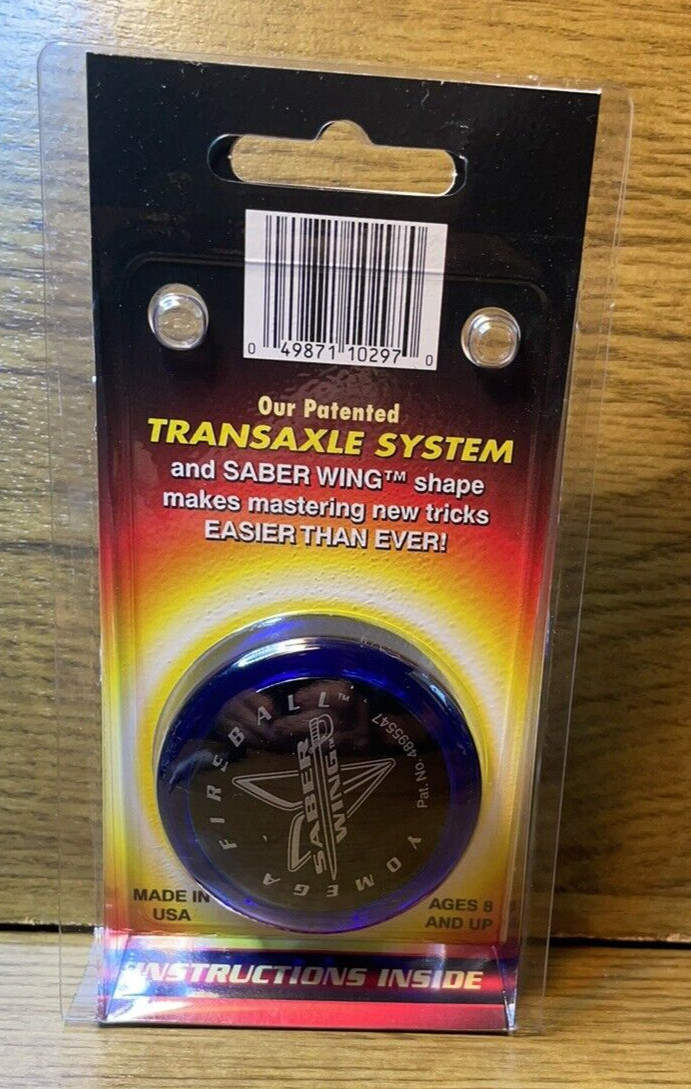 0 49871 10297 0
Our Patented
TRANSAXLE SYSTEM
and SABER WING™ shape
makes mastering new tricks
EASIER THAN EVER!
YOMEGA FIREBALL™
Pat. No. 4895547
SABER
WING™
MADE IN
USA
AGES 8
AND UP
INSTRUCTIONS INSIDE